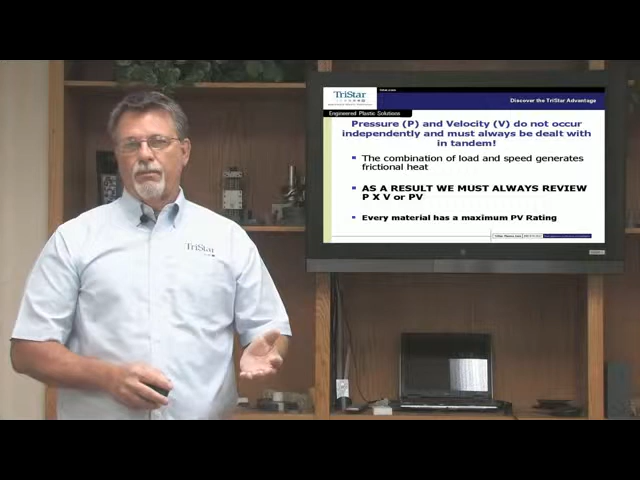 TriStar
Discover the TriStar Advantage
Engineered Plastic Solutions
Pressure (P) and Velocity (V) do not occur
independently and must always be dealt with
in tandem!
The combination of load and speed generates
frictional heat
AS A RESULT WE MUST ALWAYS REVIEW
P X V or PV
Every material has a maximum PV Rating
TriStar